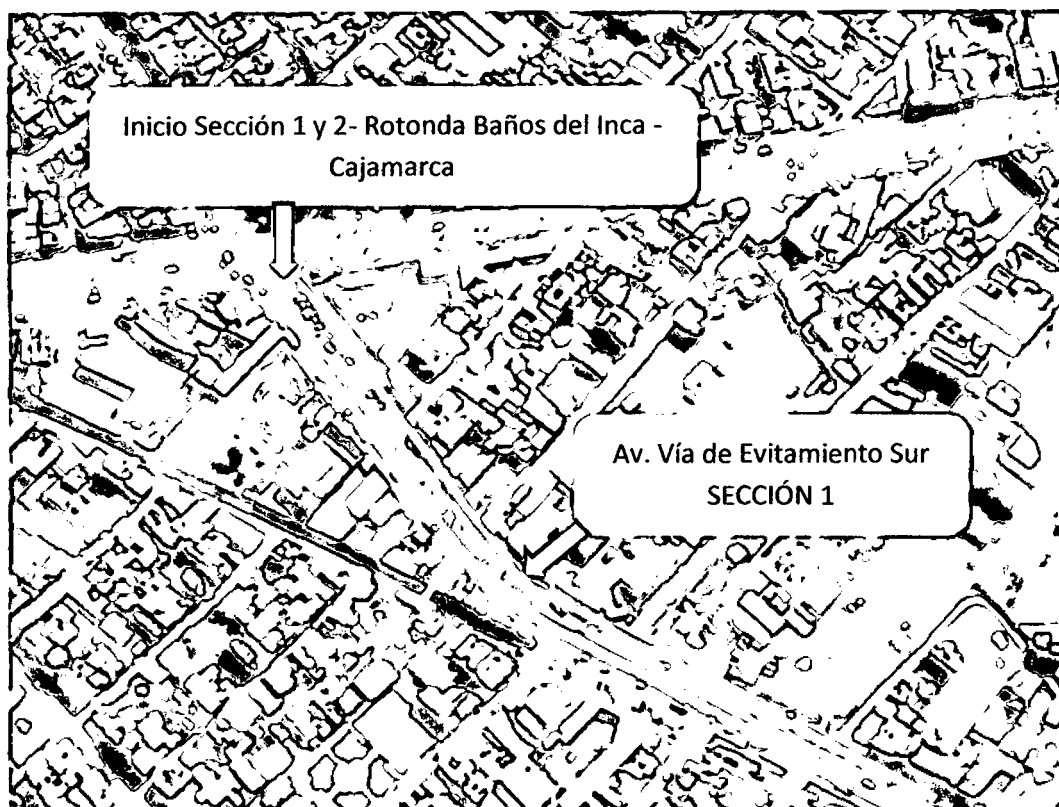 Inicio Sección 1 y 2- Rotonda Baños del Inca -
Cajamarca
Av. Vía de Evitamiento Sur
SECCIÓN 1